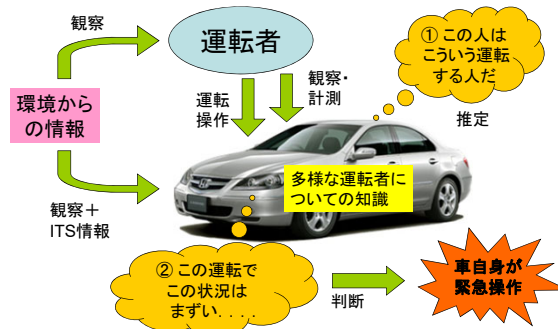 観察
運転者
① この人は
こういう運転
する人だ
環境から
の情報
運転
操作
観察・
計測
推定
多様な運転者に
ついての知識
観察＋
ITS情報
② この運転で
この状況は
まずい. . . .
判断
車自身が
緊急操作